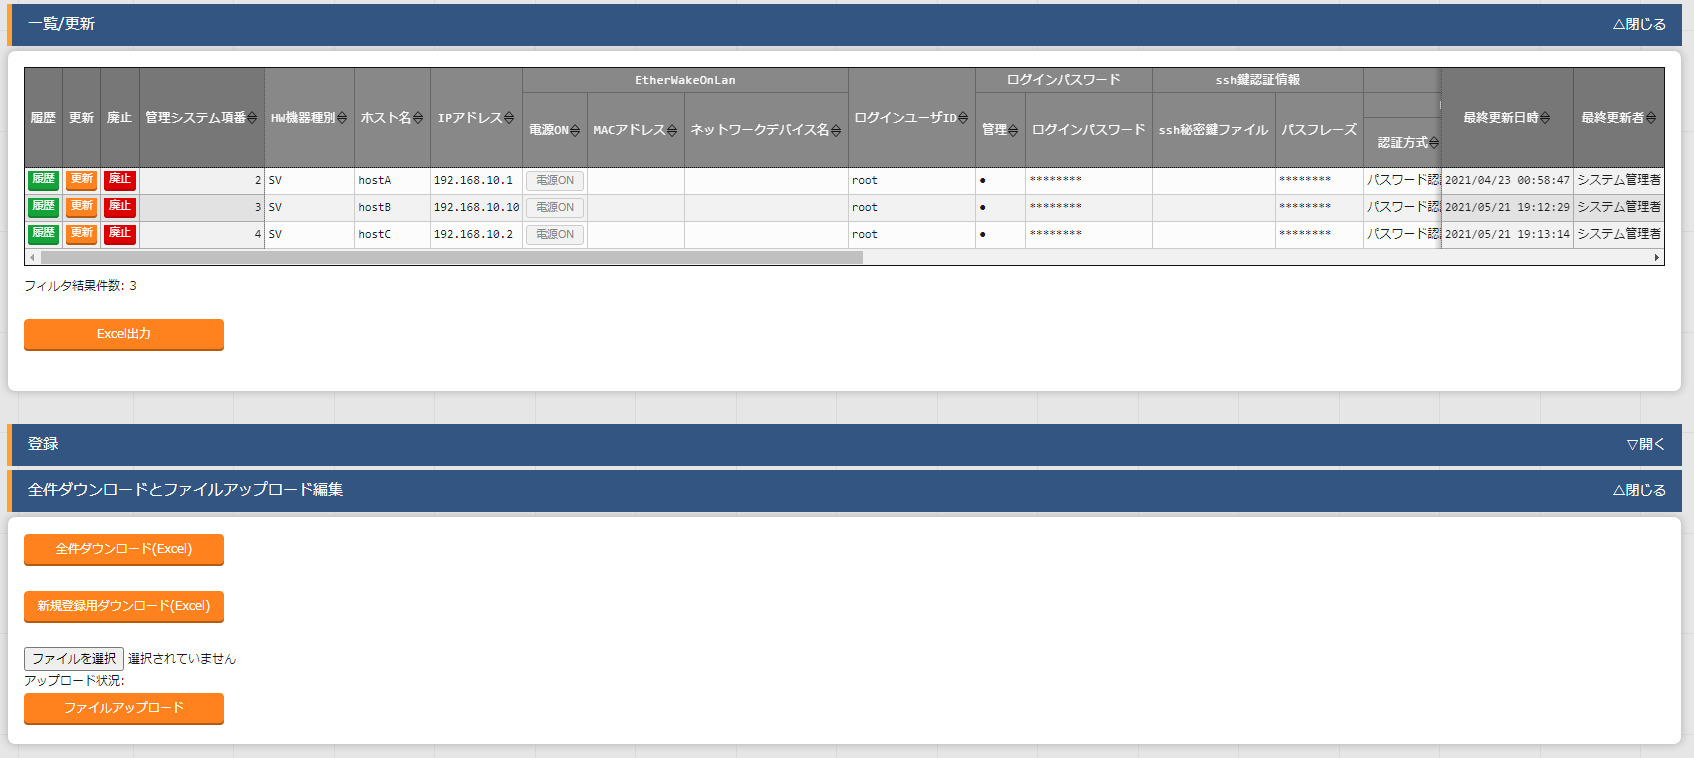 一覧/更新 △閉じる
EtherWakeOnLan ログインパスワード ssh鍵認証情報
履歴 更新 廃止 管理システム項番 HW機器種別 ホスト名 IPアドレス 電源ON MACアドレス ネットワークデバイス名 ログインユーザID 管理 ログインパスワード ssh秘密鍵ファイル パスフレーズ 認証方式 最終更新日時 最終更新者
履歴 更新 廃止 2 SV hostA 192.168.10.1 電源ON root ● ******** ******** パスワード認 2021/04/23 00:58:47 システム管理者
履歴 更新 廃止 3 SV hostB 192.168.10.10 電源ON root ● ******** ******** パスワード認 2021/05/21 19:12:29 システム管理者
履歴 更新 廃止 4 SV hostC 192.168.10.2 電源ON root ● ******** ******** パスワード認 2021/05/21 19:13:14 システム管理者
フィルタ結果件数: 3
Excel出力
登録 ▽開く
全件ダウンロードとファイルアップロード編集 △閉じる
全件ダウンロード(Excel)
新規登録用ダウンロード(Excel)
ファイルを選択 選択されていません
アップロード状況:
ファイルアップロード